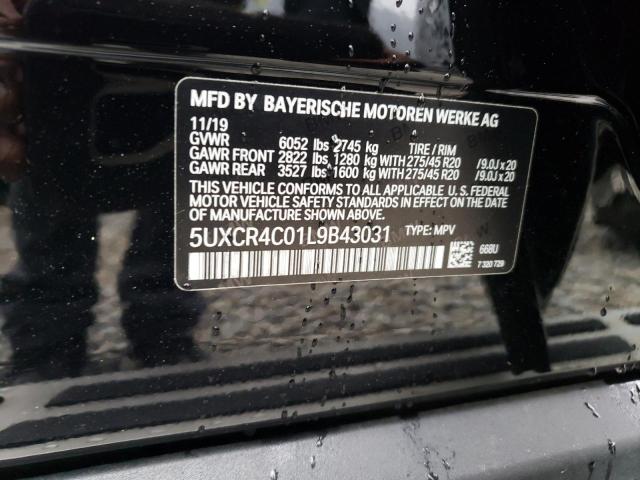 MFD BY BAYERISCHE MOTOREN WERKE AG
11/19
GVWR 6052 lbs 2745 kg TIRE / RIM
GAWR FRONT 2822 lbs 1280 kg WITH 275/45 R20 /9.0J x 20
GAWR REAR 3527 lbs 1600 kg WITH 275/45 R20 /9.0J x 20
THIS VEHICLE CONFORMS TO ALL APPLICABLE U. S. FEDERAL
MOTOR VEHICLE SAFETY STANDARDS IN EFFECT ON THE
DATE OF MANUFACTURE SHOWN ABOVE.
5UXCR4C01L9B43031 TYPE: MPV
668U
7 320 729